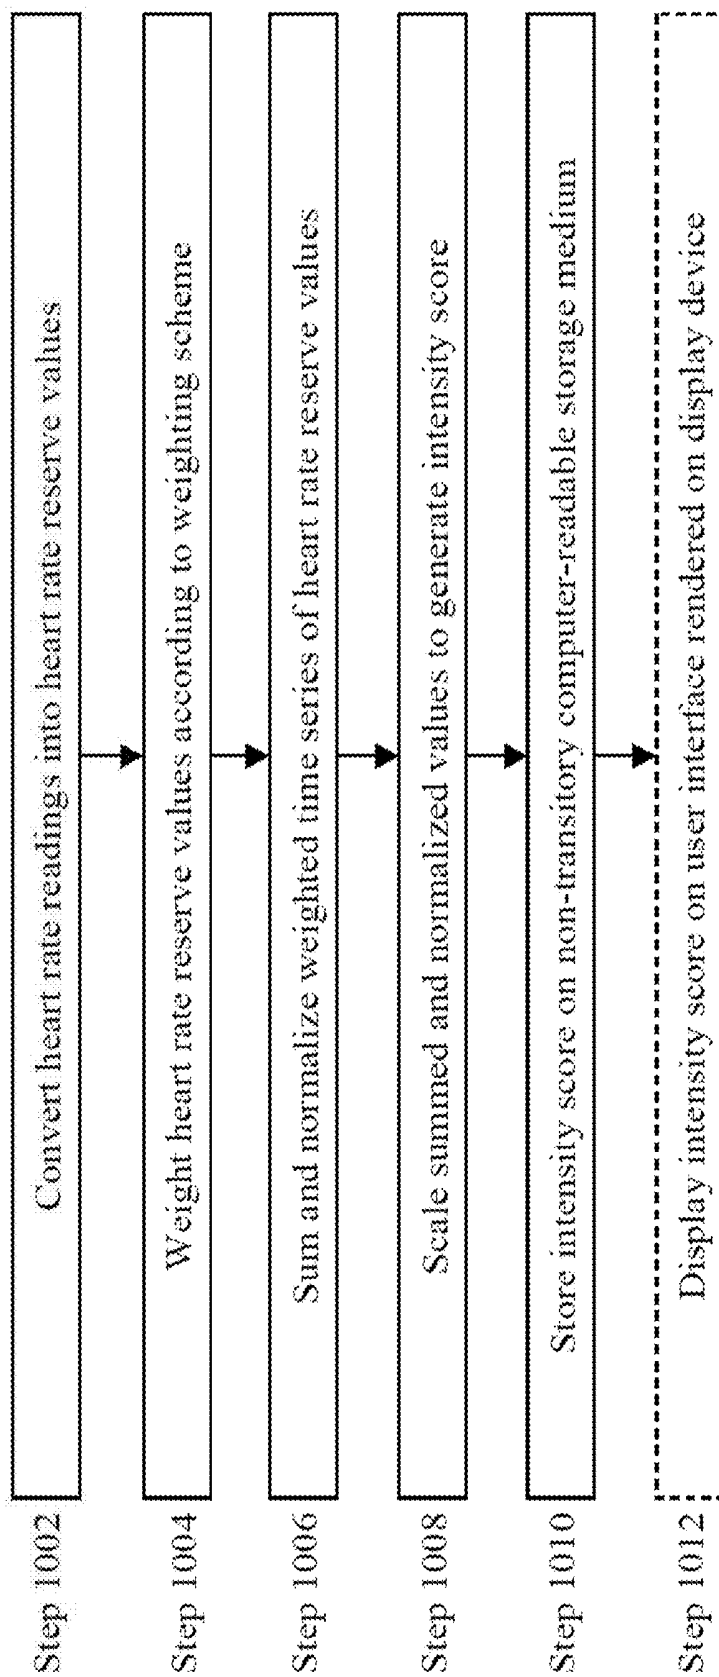 Step 1002
Convert heart rate readings into heart rate reserve values
Step 1004
Weight heart rate reserve values according to weighting scheme
Step 1006
Sum and normalize weighted time series of heart rate reserve values
Step 1008
Scale summed and normalized values to generate intensity score
Step 1010
Store intensity score on non-transitory computer-readable storage medium
Step 1012
Display intensity score on user interface rendered on display device